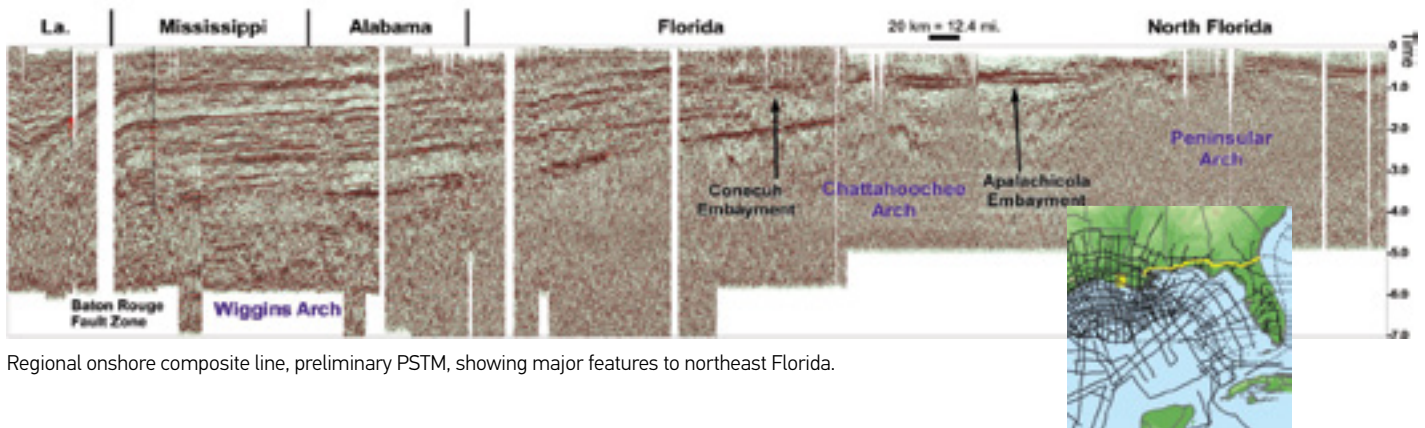 La. Mississippi Alabama Florida 20 km = 12.4 mi. North Florida
Time
0
-1.0
-2.0
-3.0
-4.0
-5.0
-6.0
-7.0
Peninsular
Arch
Conecuh
Embayment
Chattahoochee
Arch
Apalachicola
Embayment
Baton Rouge
Fault Zone
Wiggins Arch
Regional onshore composite line, preliminary PSTM, showing major features to northeast Florida.